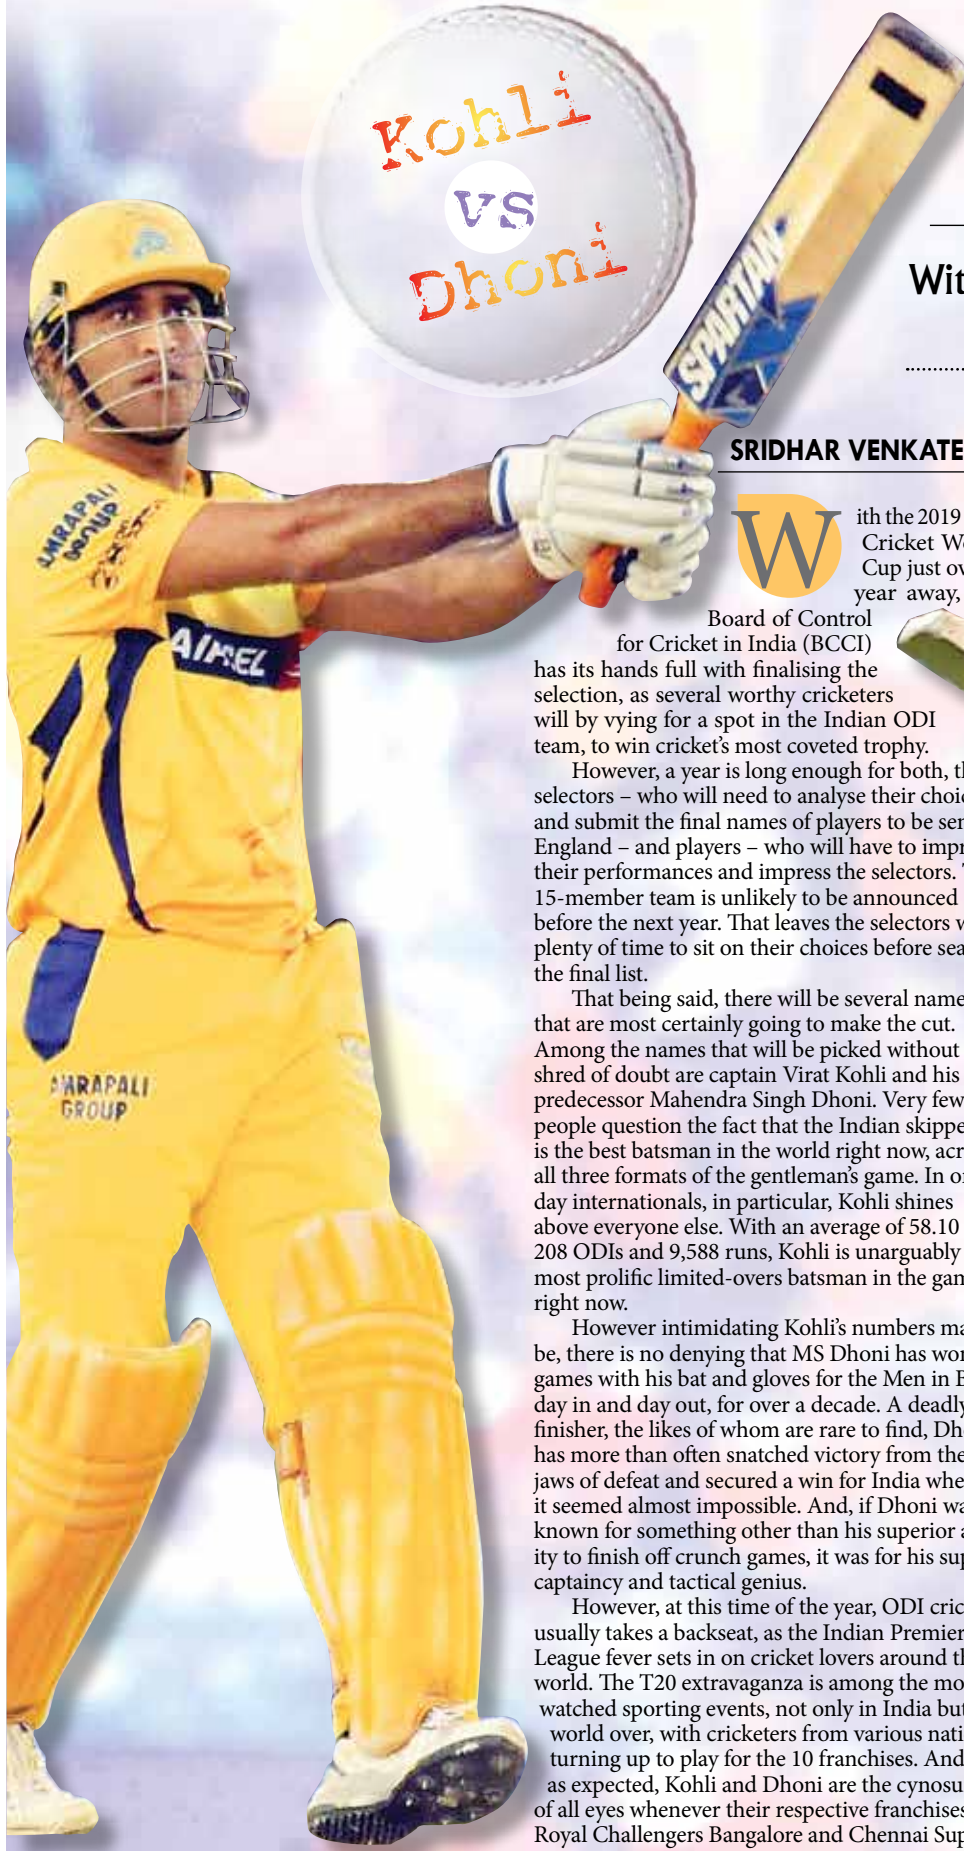 Kohli
vs
Dhoni
SPARTAN
Wit
SRIDHAR VENKATE
AMRAPALI
GROUP
AIRCEL
AMRAPALI
GROUP
With the 2019
Cricket Wo
Cup just ov
year away,
Board of Control
for Cricket in India (BCCI)
has its hands full with finalising the
selection, as several worthy cricketers
will by vying for a spot in the Indian ODI
team, to win cricket's most coveted trophy.
However, a year is long enough for both, th
selectors – who will need to analyse their choic
and submit the final names of players to be sen
England – and players – who will have to impr
their performances and impress the selectors. T
15-member team is unlikely to be announced
before the next year. That leaves the selectors w
plenty of time to sit on their choices before sea
the final list.
That being said, there will be several name
that are most certainly going to make the cut.
Among the names that will be picked without
shred of doubt are captain Virat Kohli and his
predecessor Mahendra Singh Dhoni. Very few
people question the fact that the Indian skippe
is the best batsman in the world right now, acr
all three formats of the gentleman's game. In on
day internationals, in particular, Kohli shines
above everyone else. With an average of 58.10
208 ODIs and 9,588 runs, Kohli is unarguably
most prolific limited-overs batsman in the gam
right now.
However intimidating Kohli's numbers ma
be, there is no denying that MS Dhoni has won
games with his bat and gloves for the Men in B
day in and day out, for over a decade. A deadly
finisher, the likes of whom are rare to find, Dho
has more than often snatched victory from the
jaws of defeat and secured a win for India whe
it seemed almost impossible. And, if Dhoni wa
known for something other than his superior a
ity to finish off crunch games, it was for his sup
captaincy and tactical genius.
However, at this time of the year, ODI cric
usually takes a backseat, as the Indian Premier
League fever sets in on cricket lovers around th
world. The T20 extravaganza is among the mo
watched sporting events, not only in India but
world over, with cricketers from various nati
turning up to play for the 10 franchises. And
as expected, Kohli and Dhoni are the cynosu
of all eyes whenever their respective franchises
Royal Challengers Bangalore and Chennai Sup